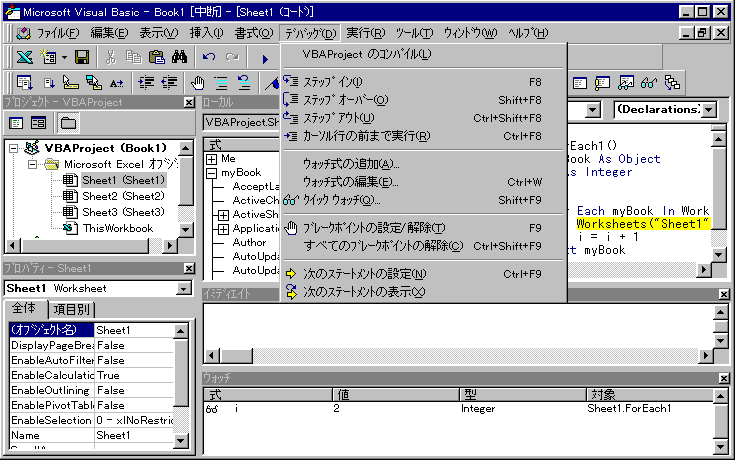 Microsoft Visual Basic - Book1 [中断] - [Sheet1 (ｺｰﾄﾞ)]
ﾌｧｲﾙ(F) 編集(E) 表示(V) 挿入(I) 書式(O) ﾃﾞﾊﾞｯｸﾞ(D) 実行(R) ﾂｰﾙ(T) ｳｨﾝﾄﾞｳ(W) ﾍﾙﾌﾟ(H)
VBAProject のｺﾝﾊﾟｲﾙ(L)
ｽﾃｯﾌﾟ ｲﾝ(I) F8
ｽﾃｯﾌﾟ ｵｰﾊﾞｰ(O) Shift+F8
ｽﾃｯﾌﾟ ｱｳﾄ(U) Ctrl+Shift+F8
ｶｰｿﾙ行の前まで実行(R) Ctrl+F8
ｳｫｯﾁ式の追加(A)...
ｳｫｯﾁ式の編集(E)... Ctrl+W
ｸｲｯｸ ｳｫｯﾁ(Q)... Shift+F9
ﾌﾞﾚｰｸﾎﾟｲﾝﾄの設定/解除(T) F9
すべてのﾌﾞﾚｰｸﾎﾟｲﾝﾄの解除(C) Ctrl+Shift+F9
次のｽﾃｰﾄﾒﾝﾄの設定(N) Ctrl+F9
次のｽﾃｰﾄﾒﾝﾄの表示(X)
ﾌﾟﾛｼﾞｪｸﾄ - VBAProject
VBAProject (Book1)
Microsoft Excel ｵﾌﾞｼﾞ
Sheet1 (Sheet1)
Sheet2 (Sheet2)
Sheet3 (Sheet3)
ThisWorkbook
ﾛｰｶﾙ
VBAProject.Sh
式
Me
myBook
AcceptLa
ActiveCh
ActiveSh
Applicatio
Author
AutoUpda
(Declarations)
orEach1()
Book As Object
As Integer
r Each myBook In Work
Worksheets("Sheet1"
i = i + 1
xt myBook
ﾌﾟﾛﾊﾟﾃｨ - Sheet1
Sheet1 Worksheet
全体 項目別
(ｵﾌﾞｼﾞｪｸﾄ名) Sheet1
DisplayPageBrea False
EnableAutoFilter False
EnableCalculatio True
EnableOutlining False
EnablePivotTable False
EnableSelection 0 - xlNoRestric
Name Sheet1
ｲﾐﾃﾞｨｴｲﾄ
ｳｫｯﾁ
式 値 型 対象
i 2 Integer Sheet1.ForEach1